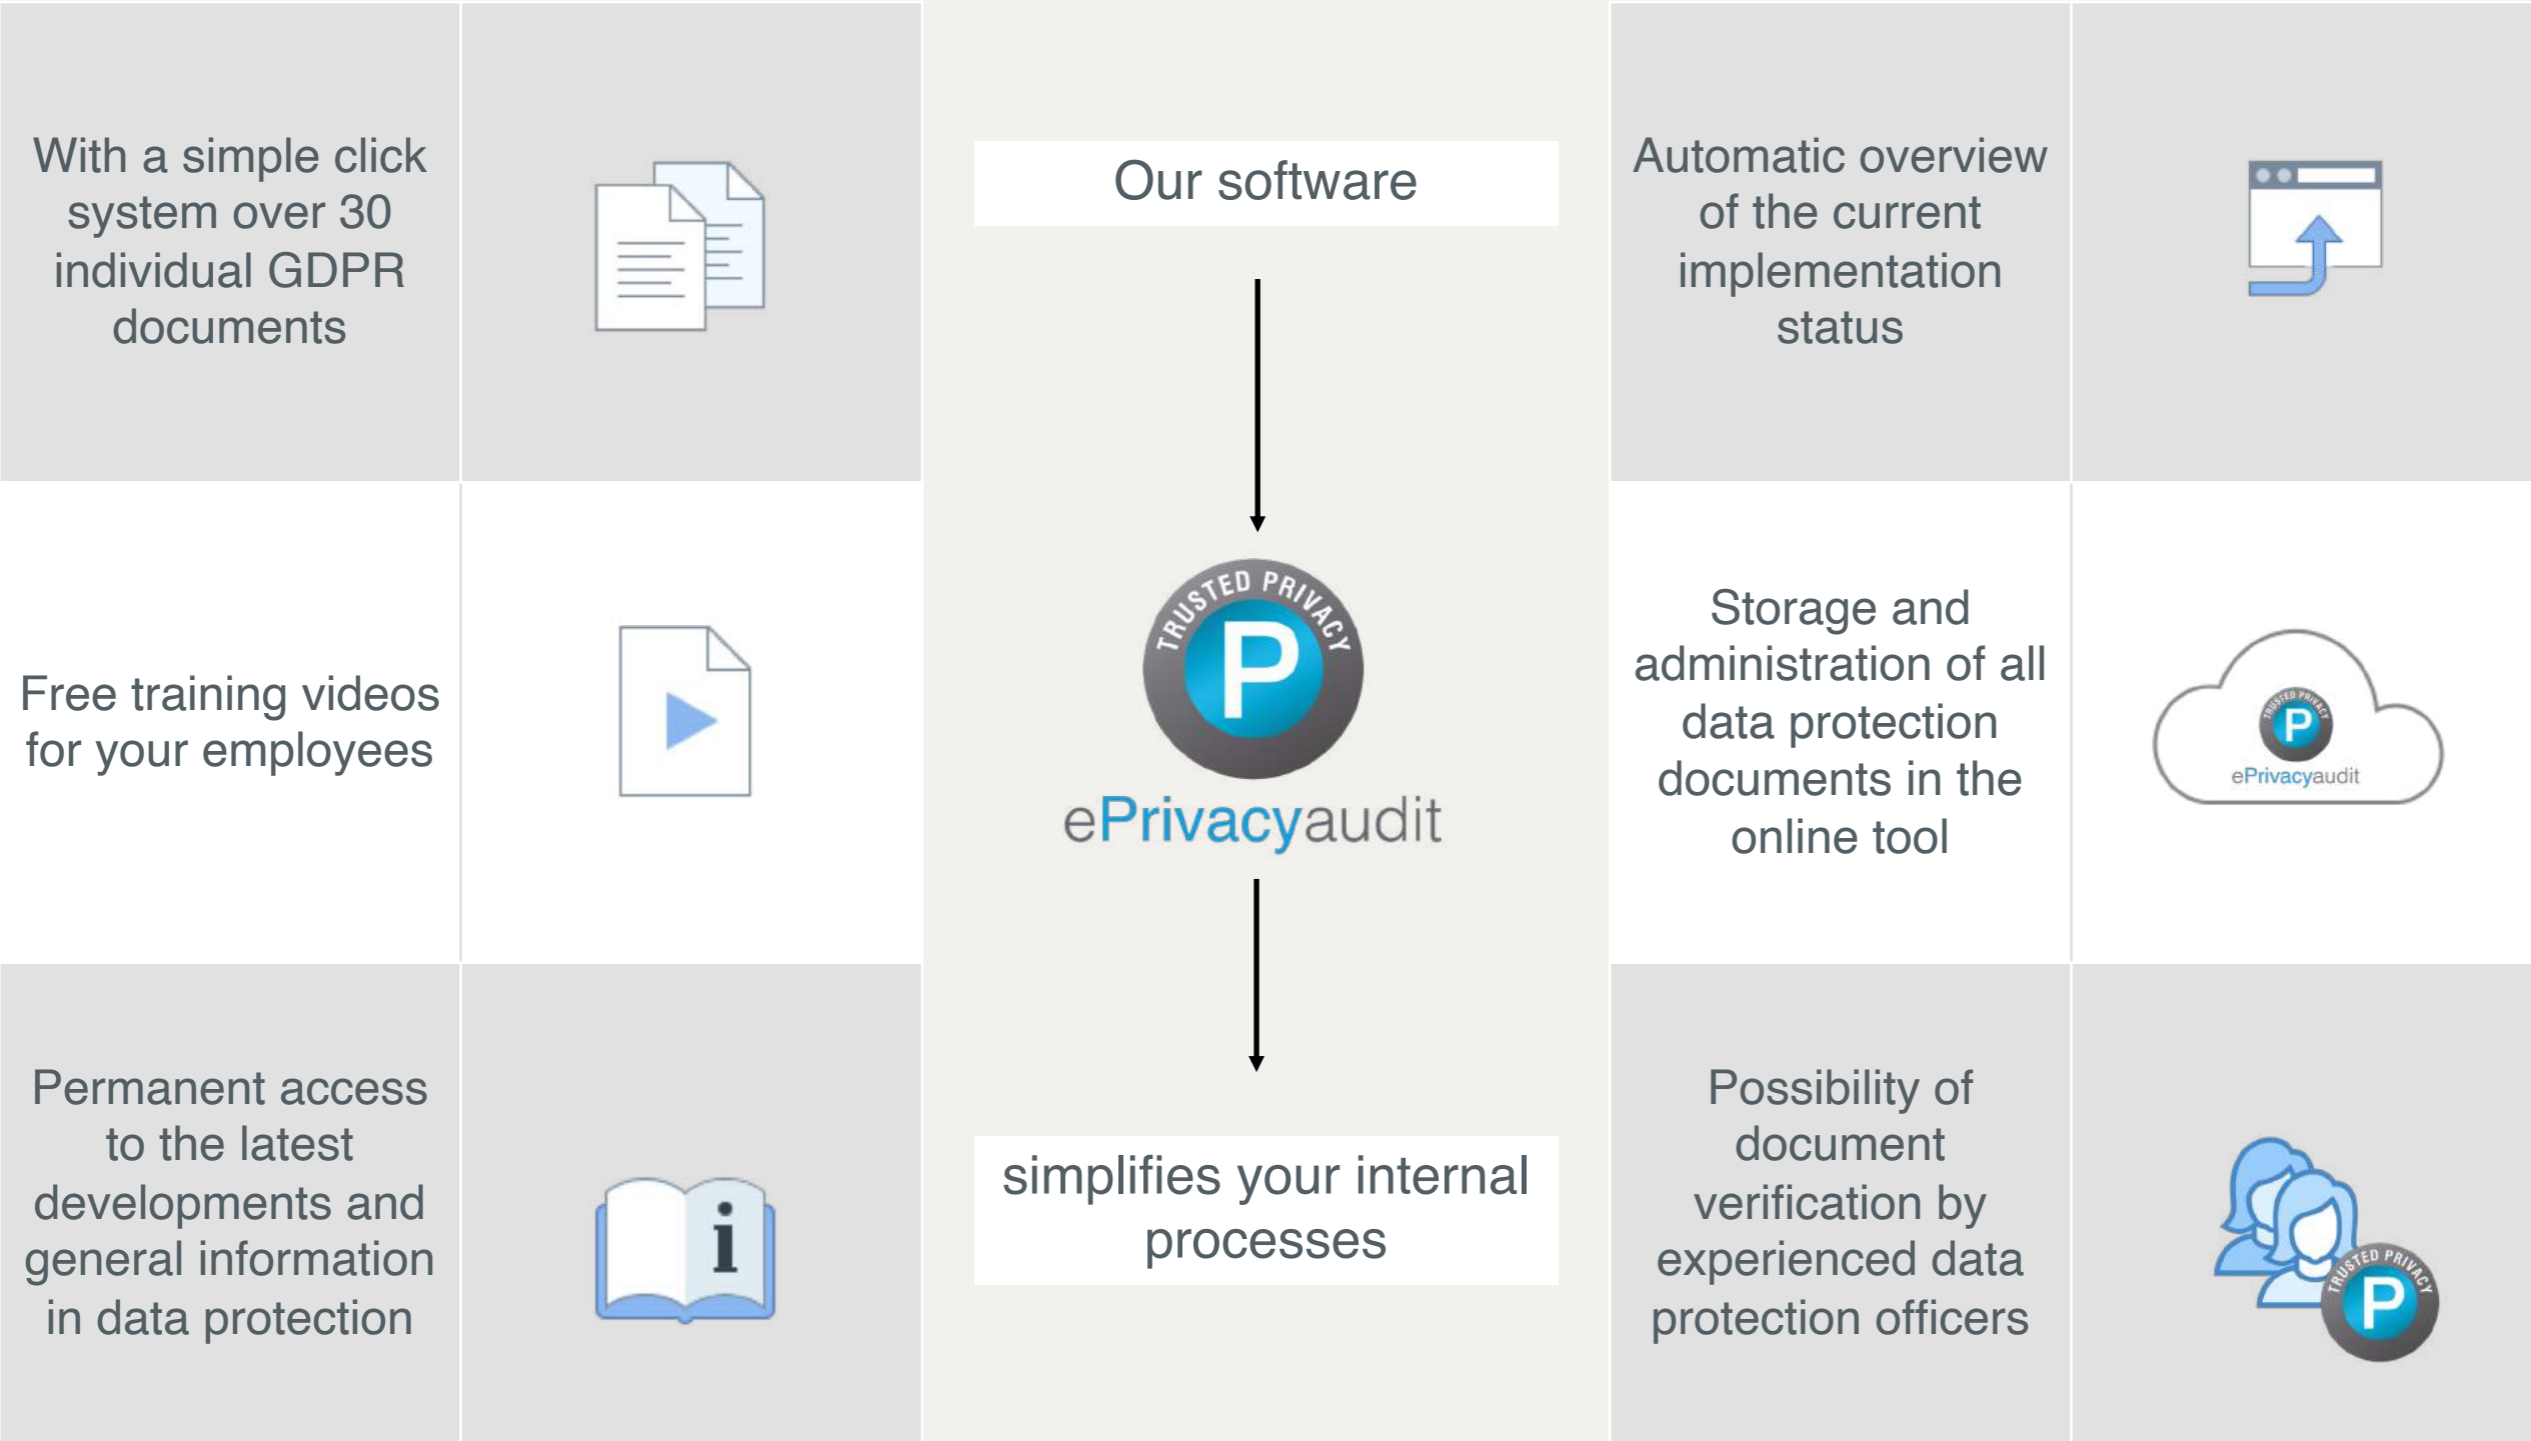 With a simple click
system over 30
individual GDPR
documents
Free training videos
for your employees
Permanent access
to the latest
developments and
general information
in data protection
i
Our software
TRUSTED PRIVACY
P
ePrivacyaudit
simplifies your internal
processes
Automatic overview
of the current
implementation
status
Storage and
administration of all
data protection
documents in the
online tool
TRUSTED PRIVACY
P
ePrivacyaudit
Possibility of
document
verification by
experienced data
protection officers
TRUSTED PRIVACY
P